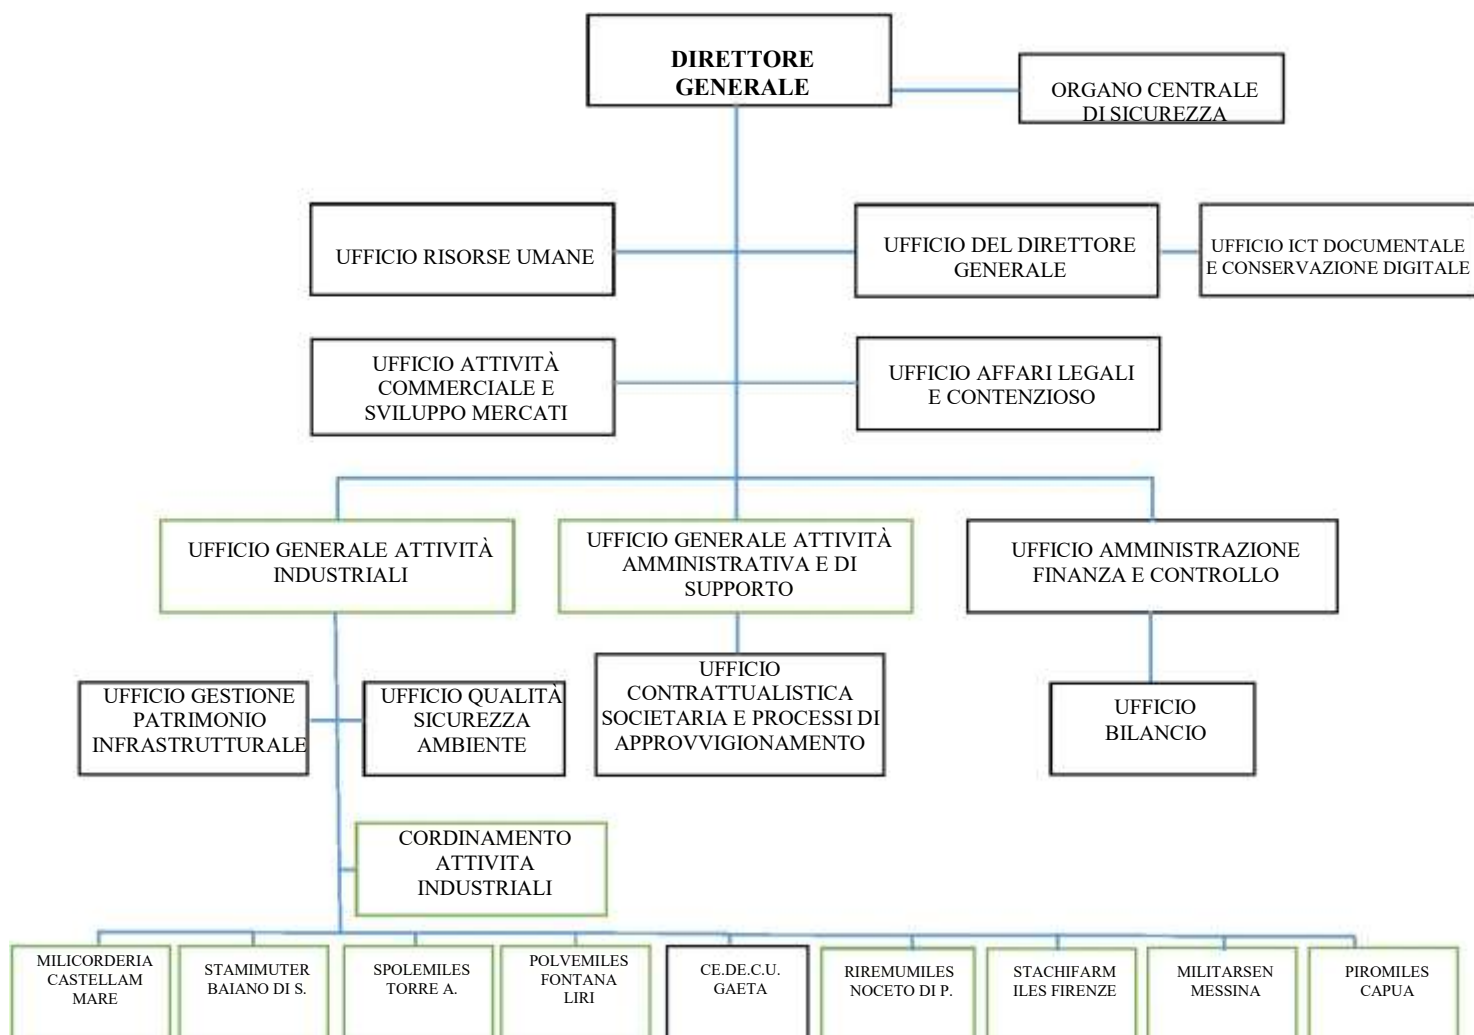 DIRETTORE
GENERALE
ORGANO CENTRALE
DI SICUREZZA
UFFICIO RISORSE UMANE
UFFICIO DEL DIRETTORE
GENERALE
UFFICIO ICT DOCUMENTALE
E CONSERVAZIONE DIGITALE
UFFICIO ATTIVITÀ
COMMERCIALE E
SVILUPPO MERCATI
UFFICIO AFFARI LEGALI
E CONTENZIOSO
UFFICIO GENERALE ATTIVITÀ
INDUSTRIALI
UFFICIO GENERALE ATTIVITÀ
AMMINISTRATIVA E DI
SUPPORTO
UFFICIO AMMINISTRAZIONE
FINANZA E CONTROLLO
UFFICIO GESTIONE
PATRIMONIO
INFRASTRUTTURALE
UFFICIO QUALITÀ
SICUREZZA
AMBIENTE
UFFICIO
CONTRATTUALISTICA
SOCIETARIA E PROCESSI DI
APPROVVIGIONAMENTO
UFFICIO
BILANCIO
CORDINAMENTO
ATTIVITA
INDUSTRIALI
MILICORDERIA
CASTELLAM
MARE
STAMIMUTER
BAIANO DI S.
SPOLEMILES
TORRE A.
POLVEMILES
FONTANA
LIRI
CE.DE.C.U.
GAETA
RIREMUMILES
NOCETO DI P.
STACHIFARM
ILES FIRENZE
MILITARSEN
MESSINA
PIROMILES
CAPUA